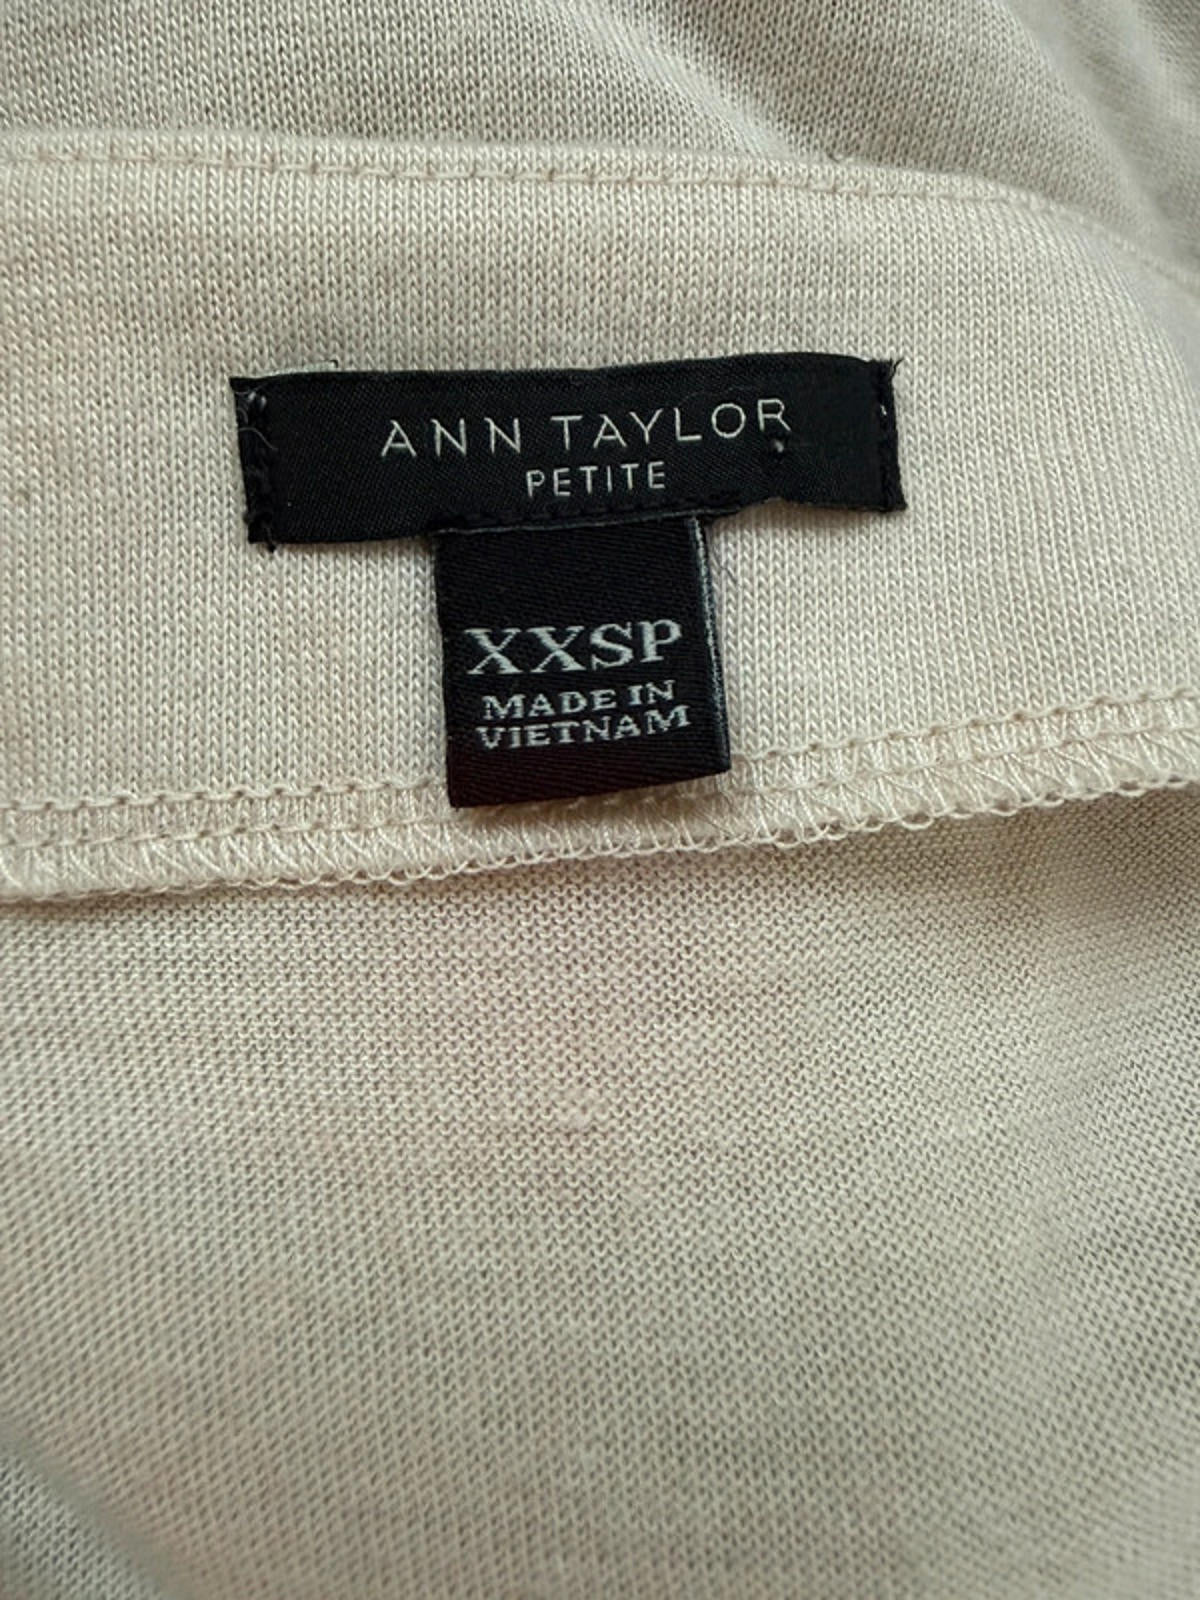 ANN TAYLOR
PETITE
XXSP
MADE IN
VIETNAM